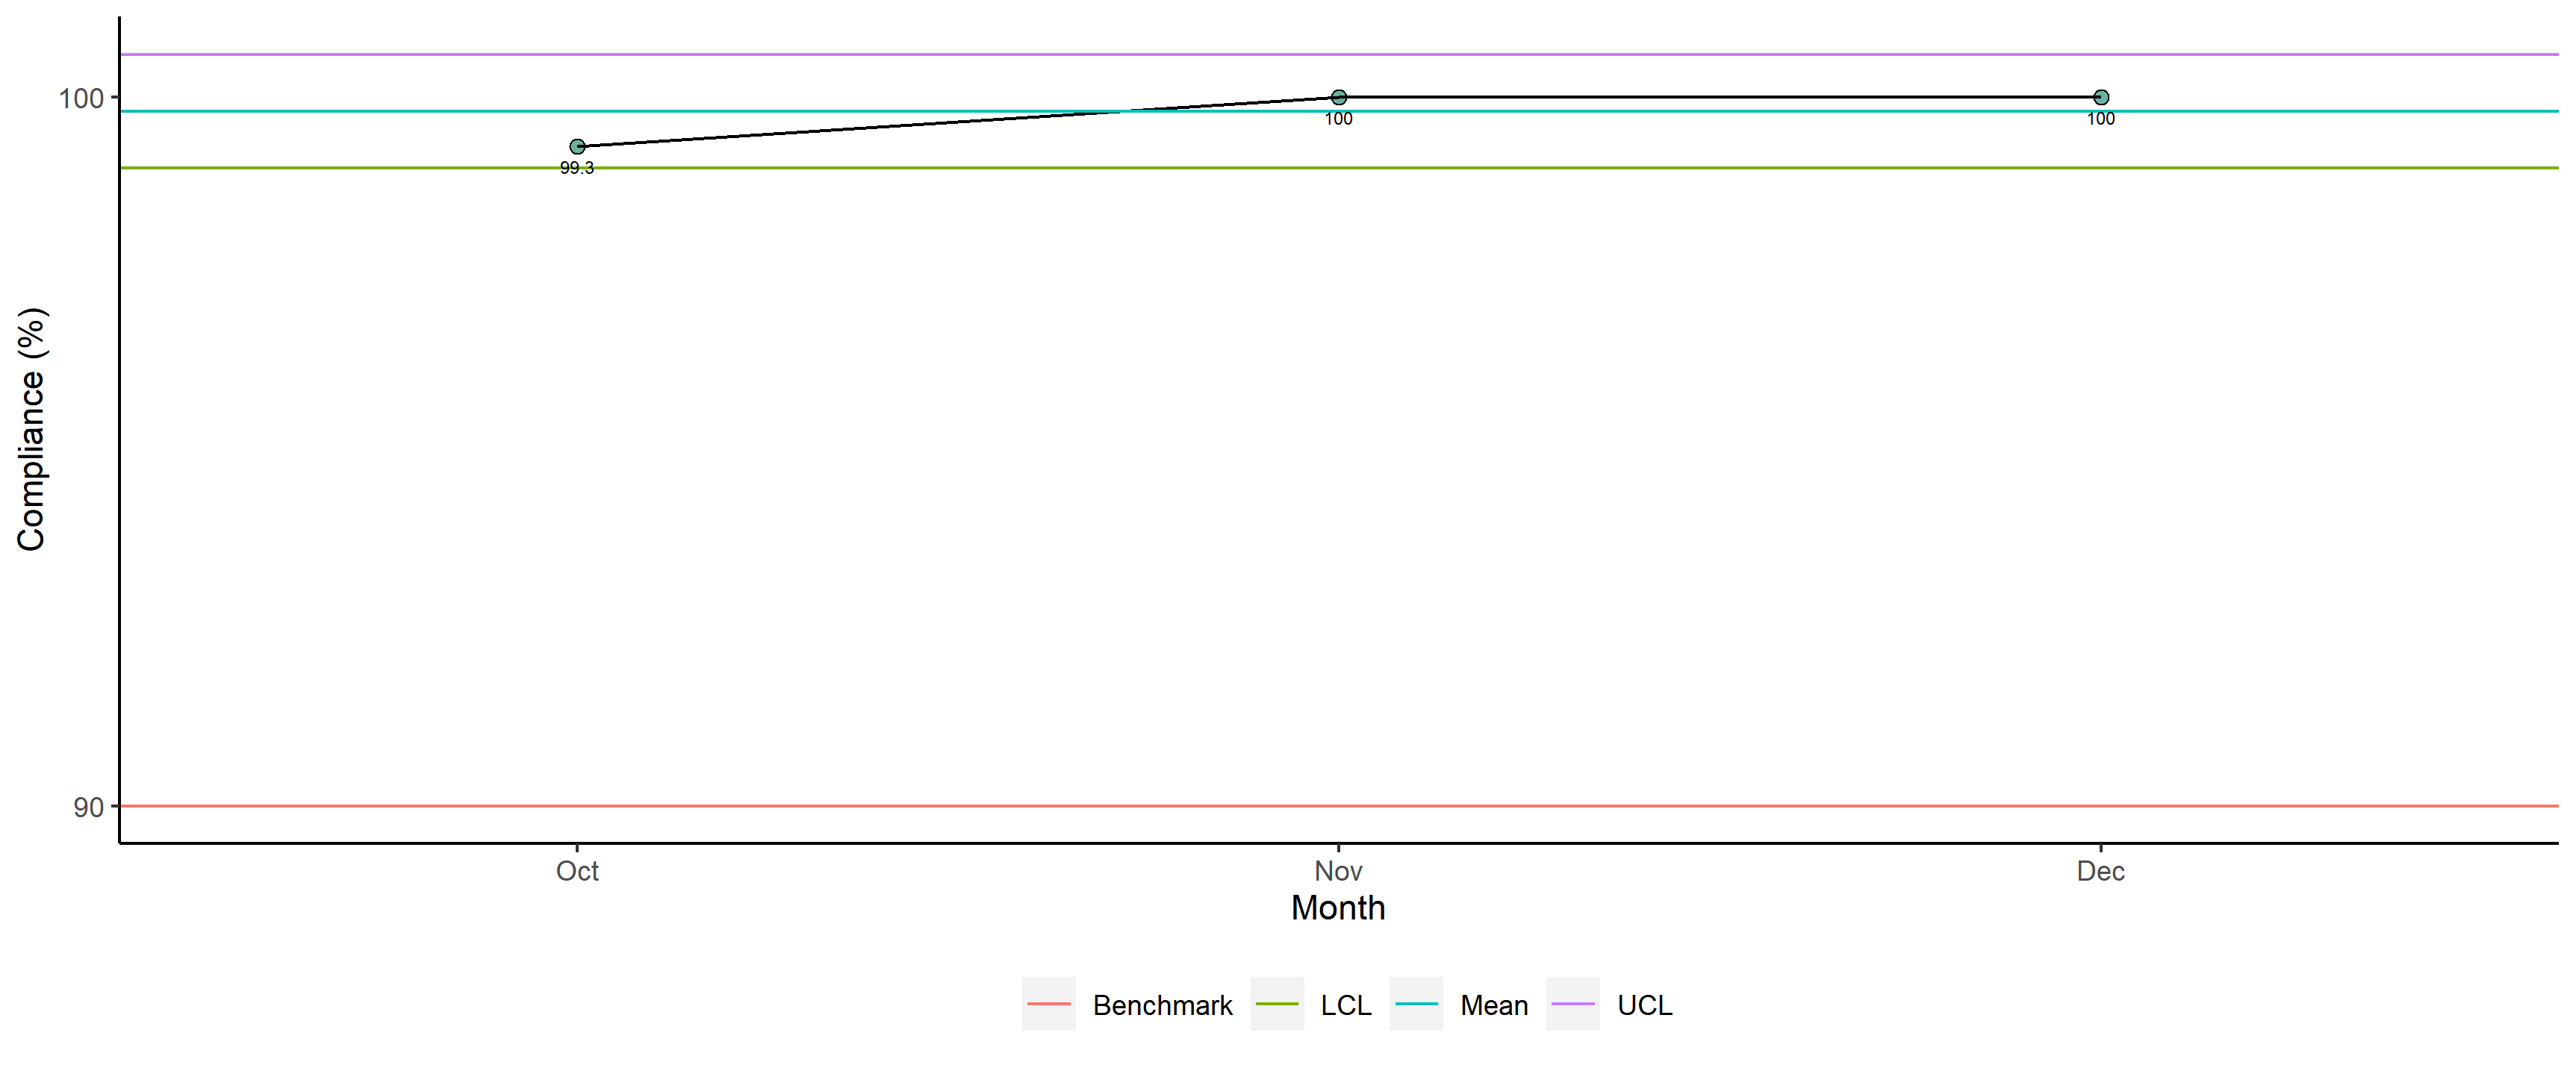 Compliance (%)
100
90
99.3
100
100
Oct Nov Dec
Month
Benchmark LCL Mean UCL